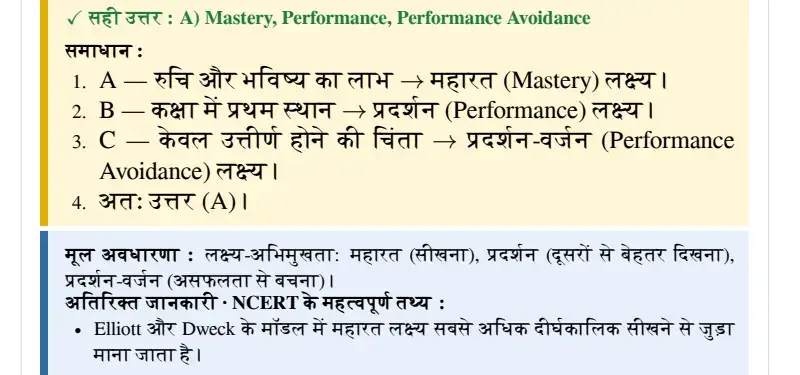 ✓ सही उत्तर : A) Mastery, Performance, Performance Avoidance
समाधान :
1. A — रुचि और भविष्य का लाभ → महारत (Mastery) लक्ष्य।
2. B — कक्षा में प्रथम स्थान → प्रदर्शन (Performance) लक्ष्य।
3. C — केवल उत्तीर्ण होने की चिंता → प्रदर्शन-वर्जन (Performance
Avoidance) लक्ष्य।
4. अतः उत्तर (A)।
मूल अवधारणा : लक्ष्य-अभिमुखता: महारत (सीखना), प्रदर्शन (दूसरों से बेहतर दिखना),
प्रदर्शन-वर्जन (असफलता से बचना)।
अतिरिक्त जानकारी · NCERT के महत्वपूर्ण तथ्य :
• Elliott और Dweck के मॉडल में महारत लक्ष्य सबसे अधिक दीर्घकालिक सीखने से जुड़ा
माना जाता है।